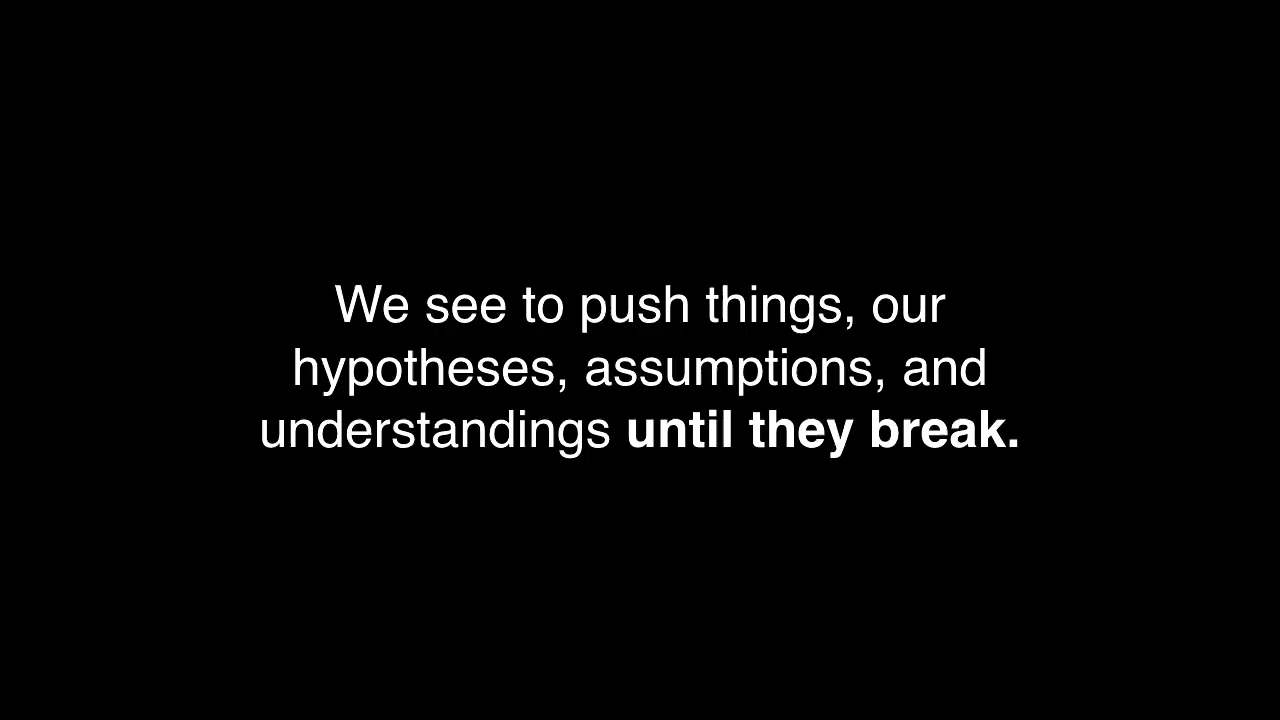 We see to push things, our
hypotheses, assumptions, and
understandings until they break.